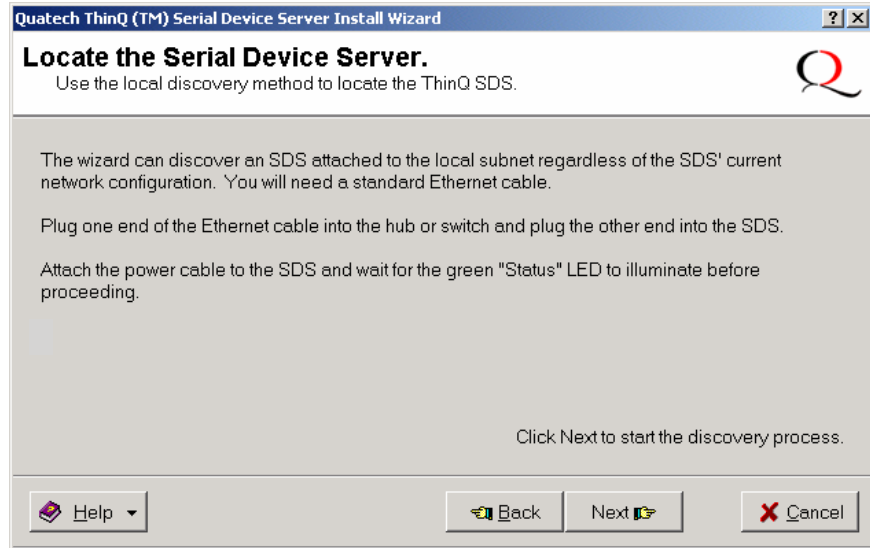 Quatech ThinQ (TM) Serial Device Server Install Wizard
Locate the Serial Device Server.
Use the local discovery method to locate the ThinQ SDS.
The wizard can discover an SDS attached to the local subnet regardless of the SDS' current
network configuration. You will need a standard Ethernet cable.
Plug one end of the Ethernet cable into the hub or switch and plug the other end into the SDS.
Attach the power cable to the SDS and wait for the green "Status" LED to illuminate before
proceeding.
Click Next to start the discovery process.
Help Back Next Cancel